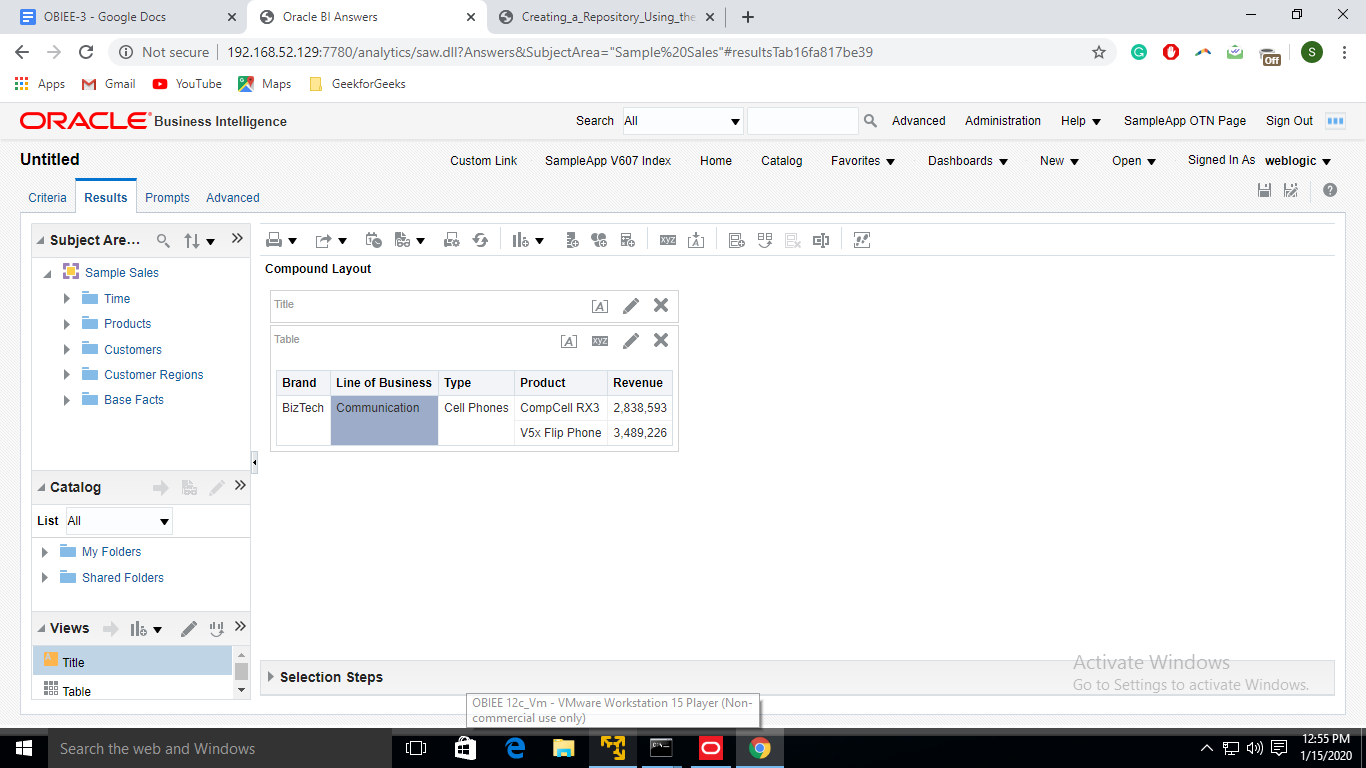 OBIEE-3 - Google Docs
Oracle BI Answers
Creating_a_Repository_Using_the
Not secure
192.168.52.129:7780/analytics/saw.dll?Answers&SubjectArea="Sample%20Sales"#resultsTab16fa817be39
Off
S
Apps
Gmail
YouTube
Maps
GeekforGeeks
ORACLE Business Intelligence
Search
All
Advanced
Administration
Help
SampleApp OTN Page
Sign Out
Untitled
Custom Link
SampleApp V607 Index
Home
Catalog
Favorites
Dashboards
New
Open
Signed In As weblogic
Criteria
Results
Prompts
Advanced
Subject Are...
Sample Sales
Time
Products
Customers
Customer Regions
Base Facts
Catalog
List All
My Folders
Shared Folders
Views
Title
Table
xyz
Compound Layout
Title
Table
xyz
Brand Line of Business Type Product Revenue
BizTech Communication Cell Phones CompCell RX3 2,838,593
V5x Flip Phone 3,489,226
Selection Steps
Activate Windows
Go to Settings to activate Windows.
OBIEE 12c_Vm - VMware Workstation 15 Player (Non-
commercial use only)
Search the web and Windows
12:55 PM
1/15/2020